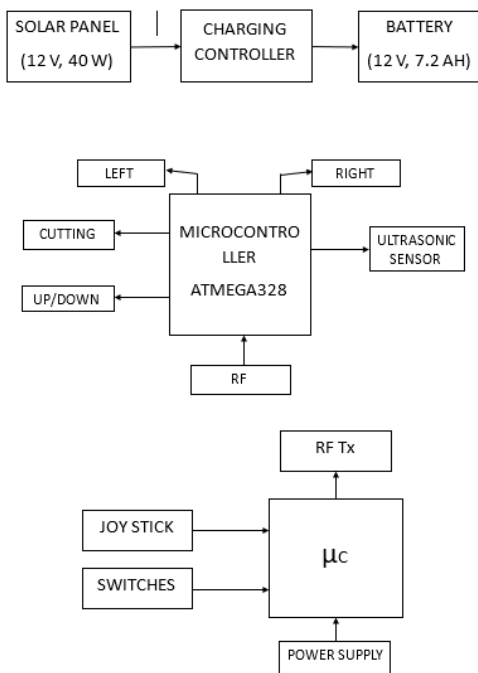 SOLAR PANEL
(12 V, 40 W)
CHARGING
CONTROLLER
BATTERY
(12 V, 7.2 AH)
LEFT
RIGHT
CUTTING
MICROCONTRO
LLER
ATMEGA328
ULTRASONIC
SENSOR
UP/DOWN
RF
RF Tx
JOY STICK
μc
SWITCHES
POWER SUPPLY